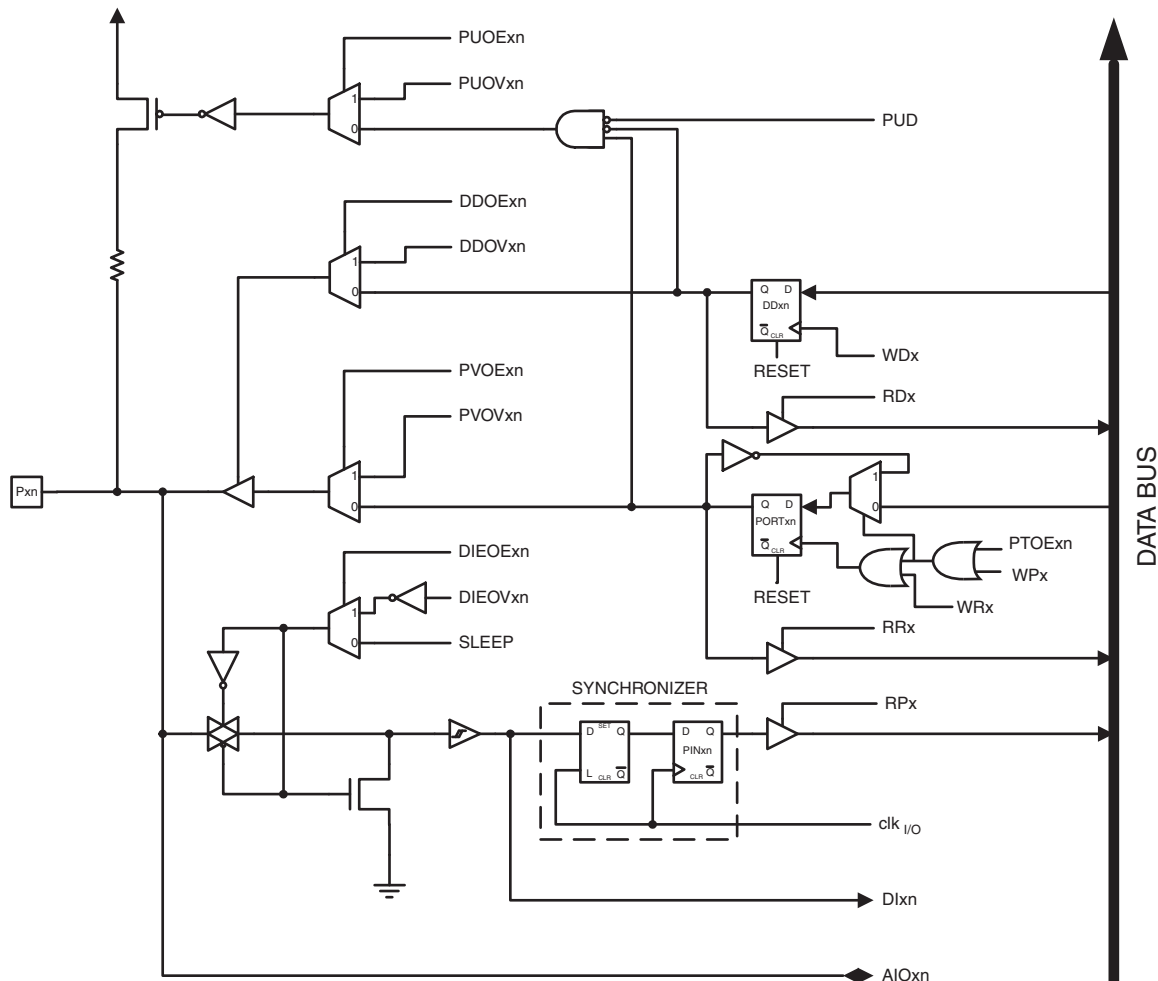 PUOExn
PUOVxn
1
0
PUD
DDOExn
DDOVxn
1
0
Q D
DDxn
Q CLR
WDx
RESET
RDx
PVOExn
PVOVxn
1
0
Pxn
1
0
Q D
PORTxn
Q CLR
RESET
PTOExn
WPx
WRx
DATA BUS
DIEOExn
DIEOVxn
1
0
SLEEP
RRx
SYNCHRONIZER
RPx
D SET Q
L CLR Q
D Q
PINxn
CLR Q
clk I/O
DIxn
AIOxn